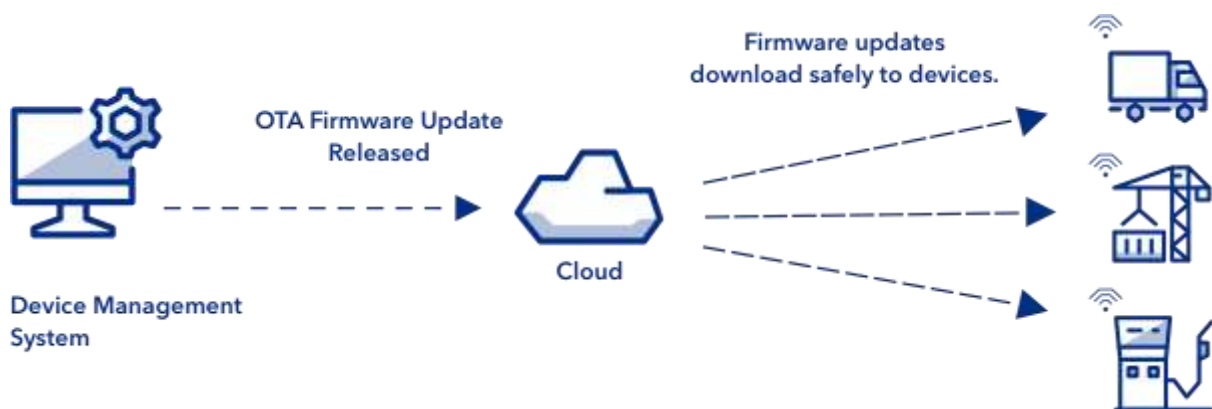 Firmware updates
download safely to devices.
OTA Firmware Update
Released
Cloud
Device Management
System